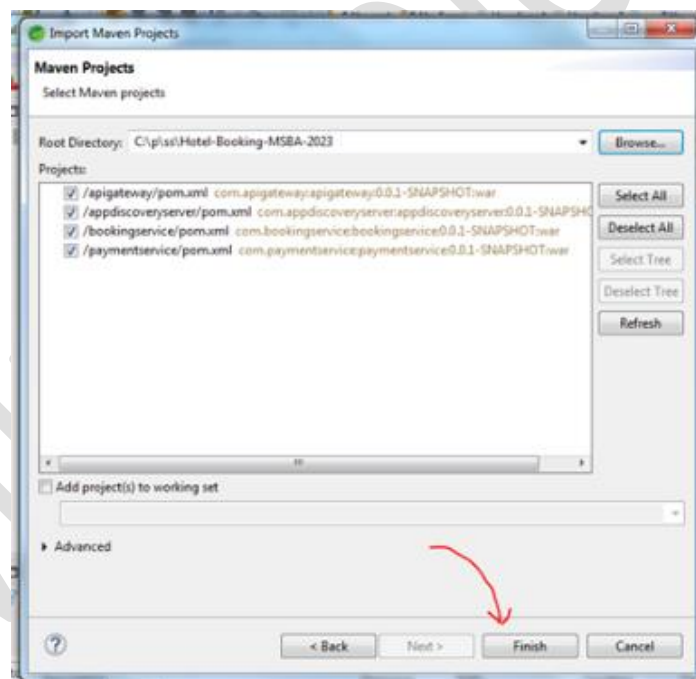 Import Maven Projects
Maven Projects
Select Maven projects
Root Directory: C:\p\ss\Hotel-Booking-MSBA-2023 Browse...
Projects:
/apigateway/pom.xml com.apigateway:apigateway:0.0.1-SNAPSHOT:war
/appdiscoveryserver/pom.xml com.appdiscoveryserver:appdiscoveryserver:0.0.1-SNAPSHO
/bookingservice/pom.xml com.bookingservice:bookingservice:0.0.1-SNAPSHOT:war
/paymentservice/pom.xml com.paymentservice:paymentservice:0.0.1-SNAPSHOT:war
Select All
Deselect All
Select Tree
Deselect Tree
Refresh
Add project(s) to working set
Advanced
< Back Next > Finish Cancel